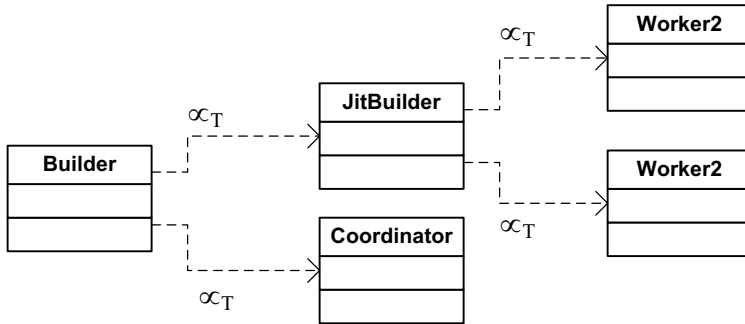 Worker2
∝T
JitBuilder
∝T
Builder
Worker2
Coordinator
∝T
∝T